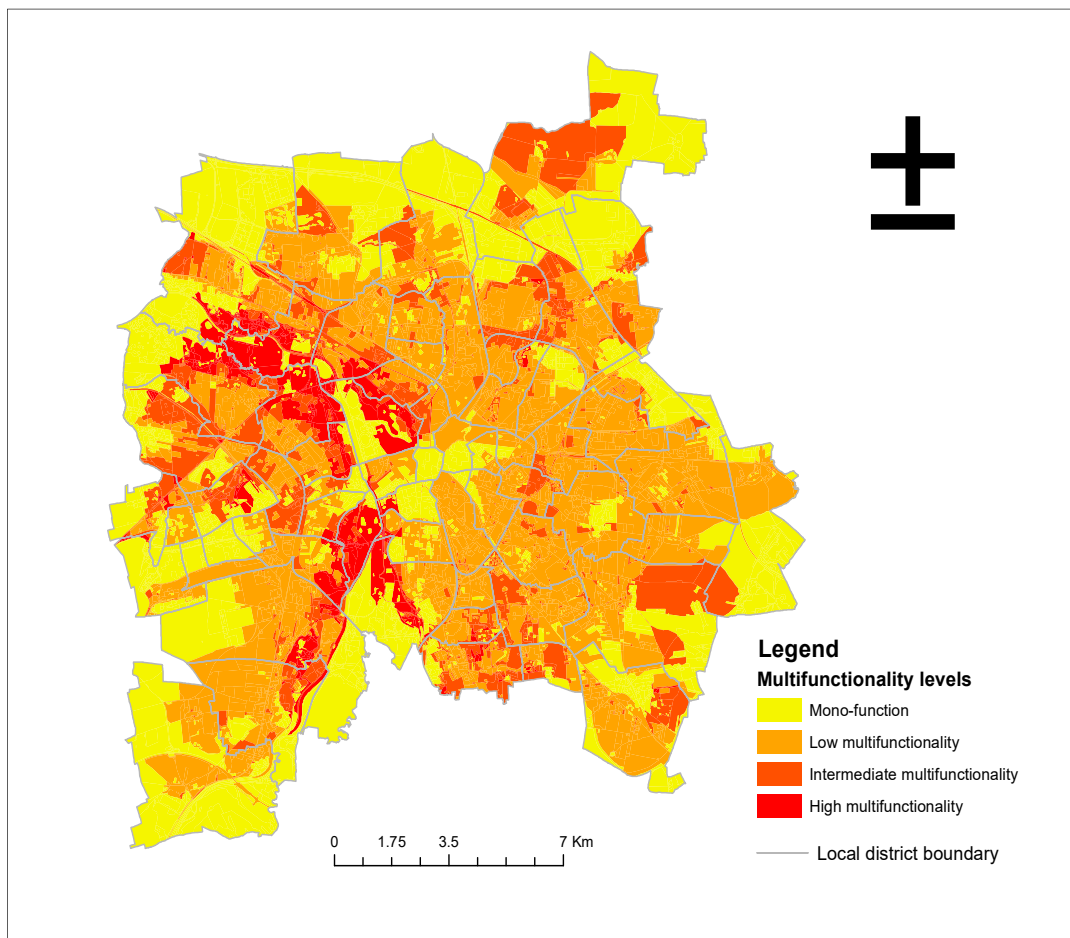 ±
Legend
Multifunctionality levels
Mono-function
Low multifunctionality
Intermediate multifunctionality
High multifunctionality
Local district boundary
0 1.75 3.5 7 Km